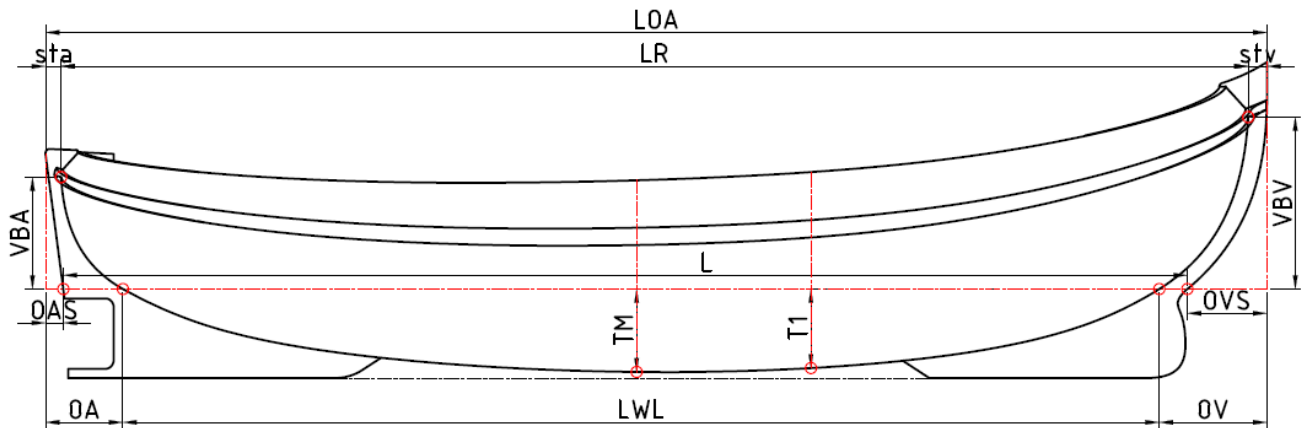 LOA
sta LR stv
VBA VBV
L
OAS TM T1 OVS
OA LWL OV